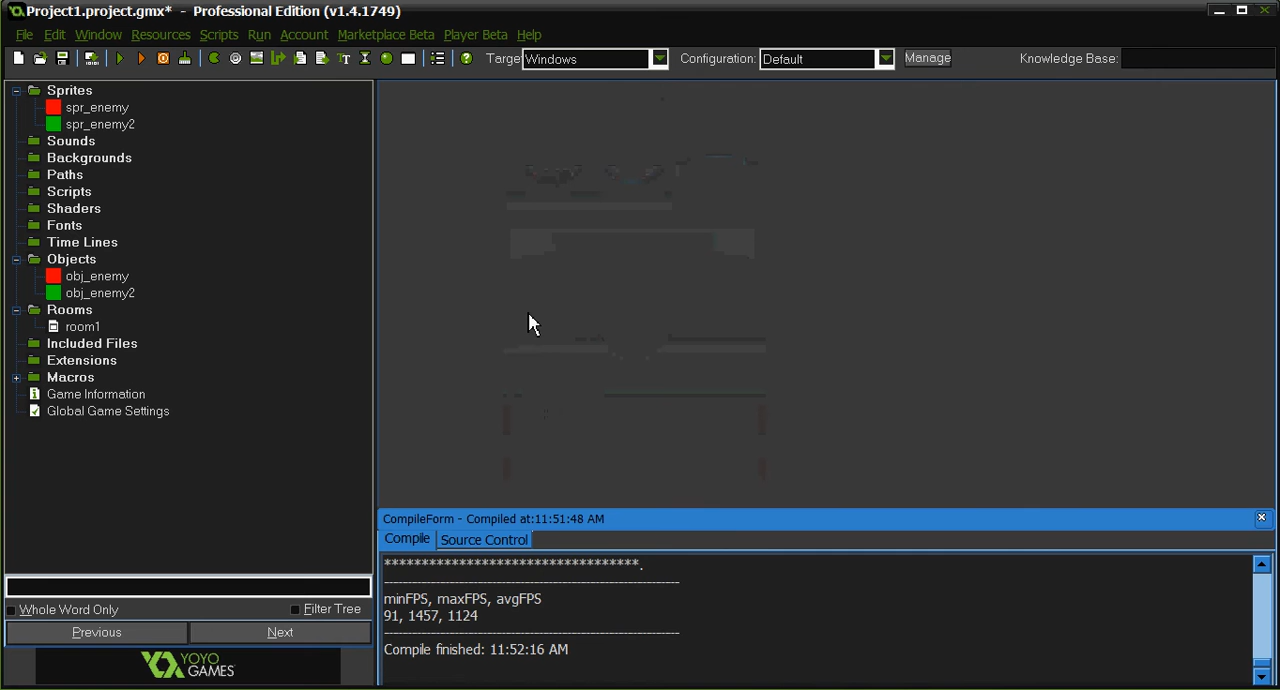 Project1.project.gmx* - Professional Edition (v1.4.1749)
File Edit Window Resources Scripts Run Account Marketplace Beta Player Beta Help
Target Windows Configuration: Default Manage Knowledge Base:
Sprites
spr_enemy
spr_enemy2
Sounds
Backgrounds
Paths
Scripts
Shaders
Fonts
Time Lines
Objects
obj_enemy
obj_enemy2
Rooms
room1
Included Files
Extensions
Macros
Game Information
Global Game Settings
Whole Word Only Filter Tree
Previous Next
YOYO
GAMES
CompileForm - Compiled at:11:51:48 AM
Compile Source Control
***********************************.
minFPS, maxFPS, avgFPS
91, 1457, 1124
Compile finished: 11:52:16 AM